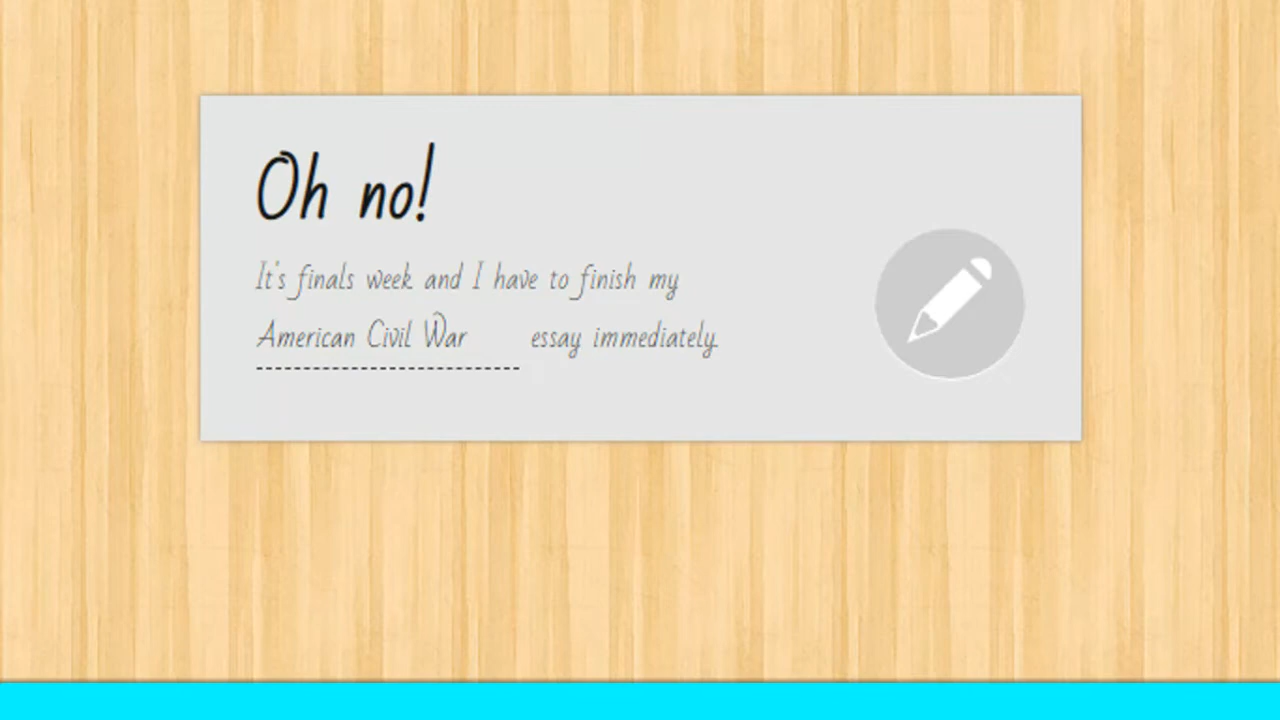 Oh no!
It's finals week and I have to finish my
American Civil War essay immediately.